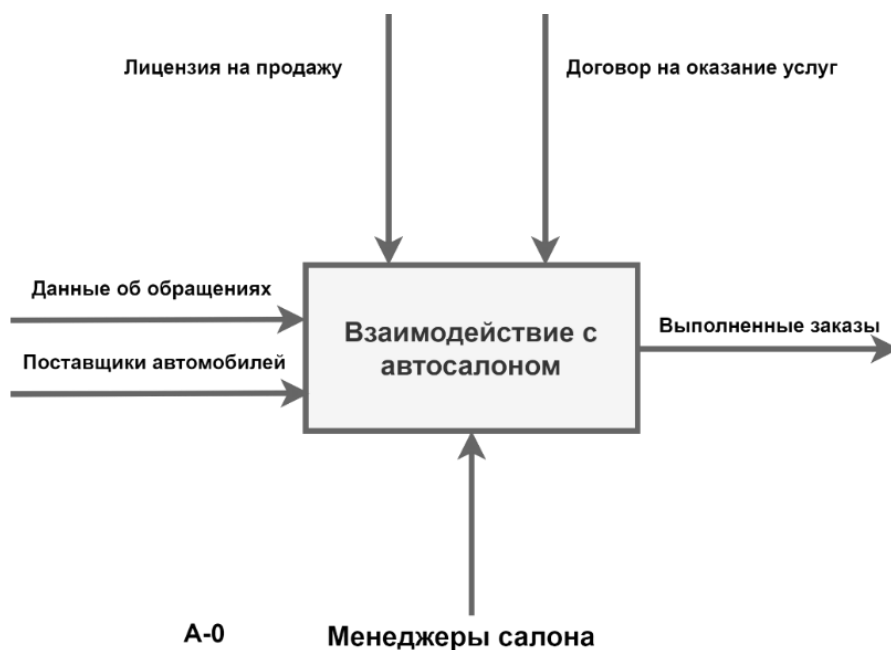 Лицензия на продажу
Договор на оказание услуг
Данные об обращениях
Поставщики автомобилей
Взаимодействие с
автосалоном
Выполненные заказы
А-0
Менеджеры салона